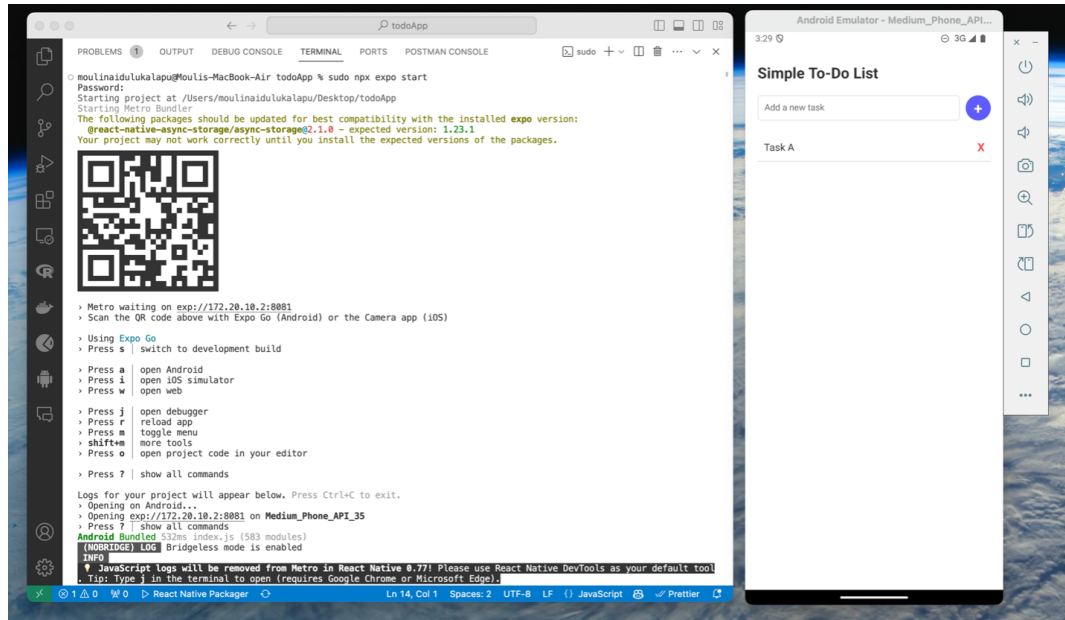 todoApp
PROBLEMS 1 OUTPUT DEBUG CONSOLE TERMINAL PORTS POSTMAN CONSOLE sudo
moulinaidulukalapu@Moulis-MacBook-Air todoApp % sudo npx expo start
Password:
Starting project at /Users/moulinaidulukalapu/Desktop/todoApp
Starting Metro Bundler
The following packages should be updated for best compatibility with the installed expo version:
@react-native-async-storage/async-storage@2.1.0 – expected version: 1.23.1
Your project may not work correctly until you install the expected versions of the packages.
› Metro waiting on exp://172.20.10.2:8081
› Scan the QR code above with Expo Go (Android) or the Camera app (iOS)
› Using Expo Go
› Press s │ switch to development build
› Press a │ open Android
› Press i │ open iOS simulator
› Press w │ open web
› Press j │ open debugger
› Press r │ reload app
› Press m │ toggle menu
› shift+m │ more tools
› Press o │ open project code in your editor
› Press ? │ show all commands
Logs for your project will appear below. Press Ctrl+C to exit.
› Opening on Android...
› Opening exp://172.20.10.2:8081 on Medium_Phone_API_35
› Press ? │ show all commands
Android Bundled 532ms index.js (583 modules)
(NOBRIDGE) LOG Bridgeless mode is enabled
INFO
JavaScript logs will be removed from Metro in React Native 0.77! Please use React Native DevTools as your default tool
. Tip: Type j in the terminal to open (requires Google Chrome or Microsoft Edge).
1 0 0 React Native Packager Ln 14, Col 1 Spaces: 2 UTF-8 LF {} JavaScript Prettier
Android Emulator - Medium_Phone_API...
3:29 3G
Simple To-Do List
Add a new task +
Task A X